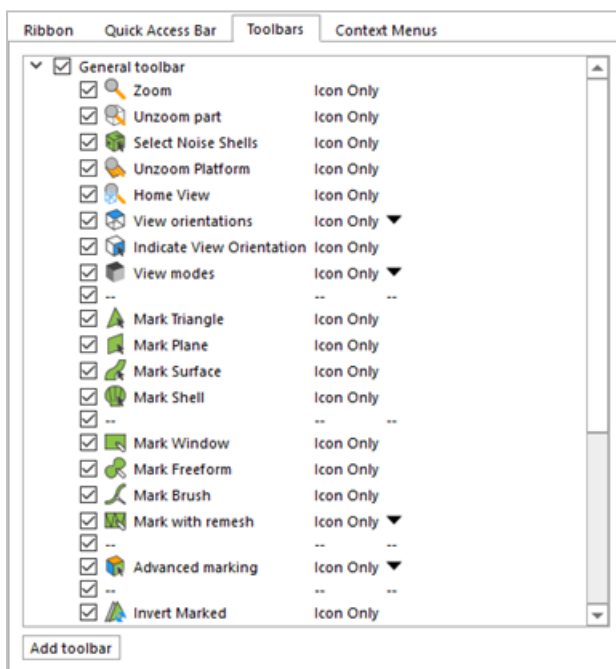 Ribbon Quick Access Bar Toolbars Context Menus
General toolbar
Zoom Icon Only
Unzoom part Icon Only
Select Noise Shells Icon Only
Unzoom Platform Icon Only
Home View Icon Only
View orientations Icon Only
Indicate View Orientation Icon Only
View modes Icon Only
-- -- --
Mark Triangle Icon Only
Mark Plane Icon Only
Mark Surface Icon Only
Mark Shell Icon Only
-- -- --
Mark Window Icon Only
Mark Freeform Icon Only
Mark Brush Icon Only
Mark with remesh Icon Only
-- -- --
Advanced marking Icon Only
-- -- --
Invert Marked Icon Only
Add toolbar